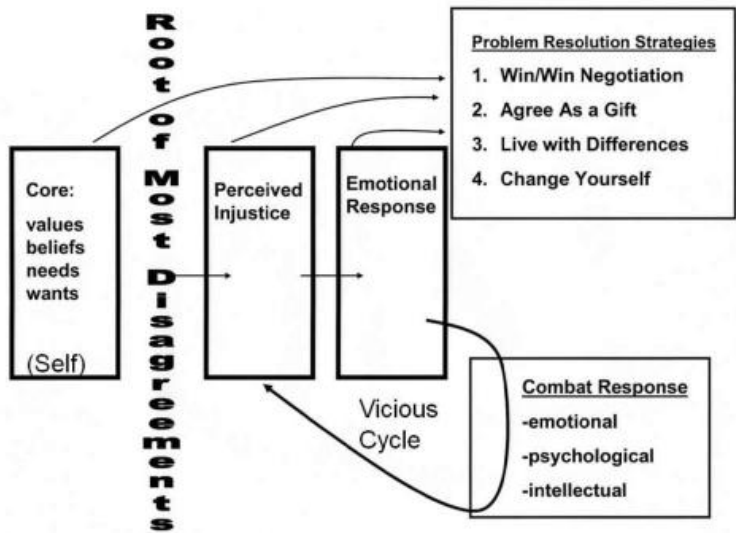 Root of Most Disagreements
Core:
values
beliefs
needs
wants
(Self)
Perceived
Injustice
Emotional
Response
Problem Resolution Strategies
1. Win/Win Negotiation
2. Agree As a Gift
3. Live with Differences
4. Change Yourself
Vicious
Cycle
Combat Response
-emotional
-psychological
-intellectual